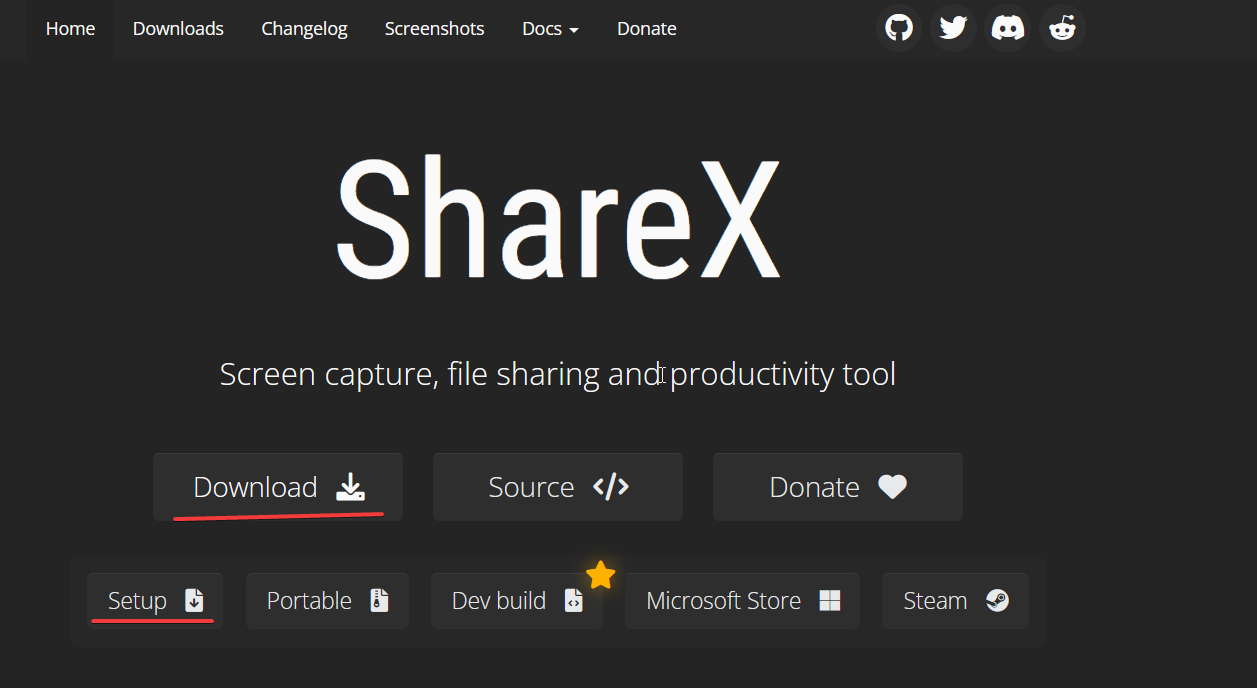 Home Downloads Changelog Screenshots Docs Donate
ShareX
Screen capture, file sharing and productivity tool
Download Source Donate
Setup Portable Dev build Microsoft Store Steam